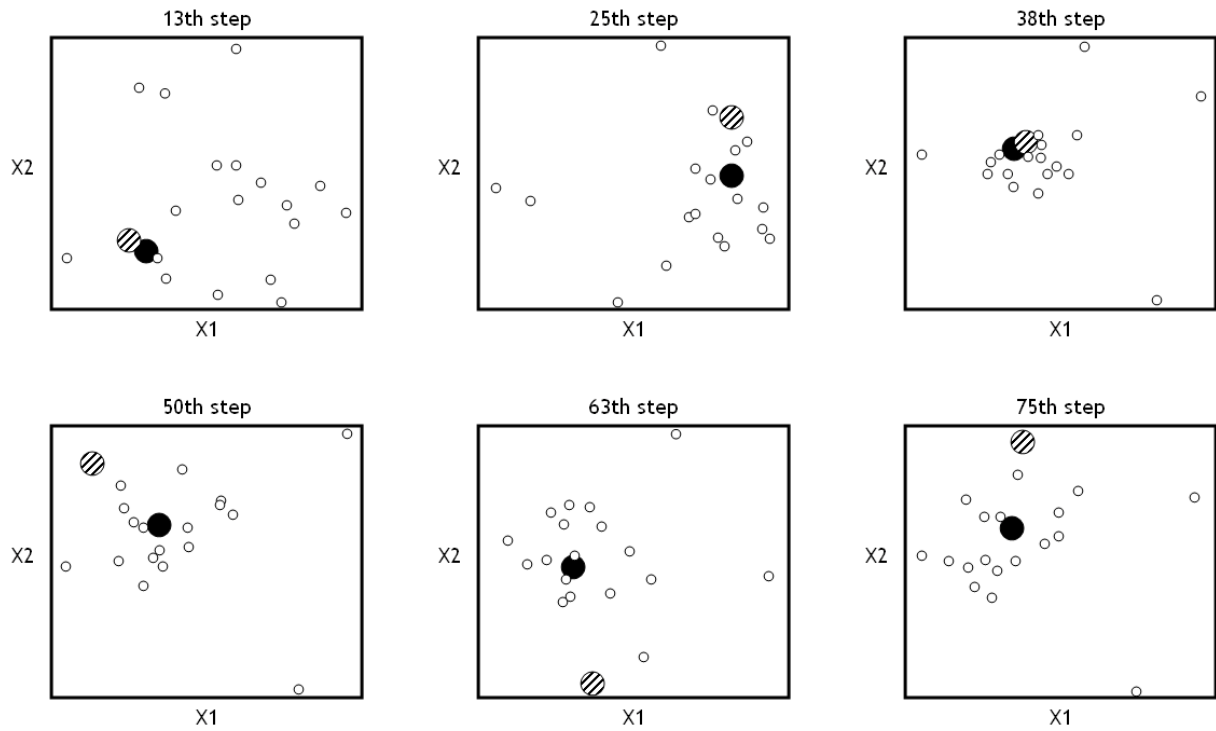 13th step
25th step
38th step
X2
X2
X2
X1
X1
X1
50th step
63th step
75th step
X2
X2
X2
X1
X1
X1